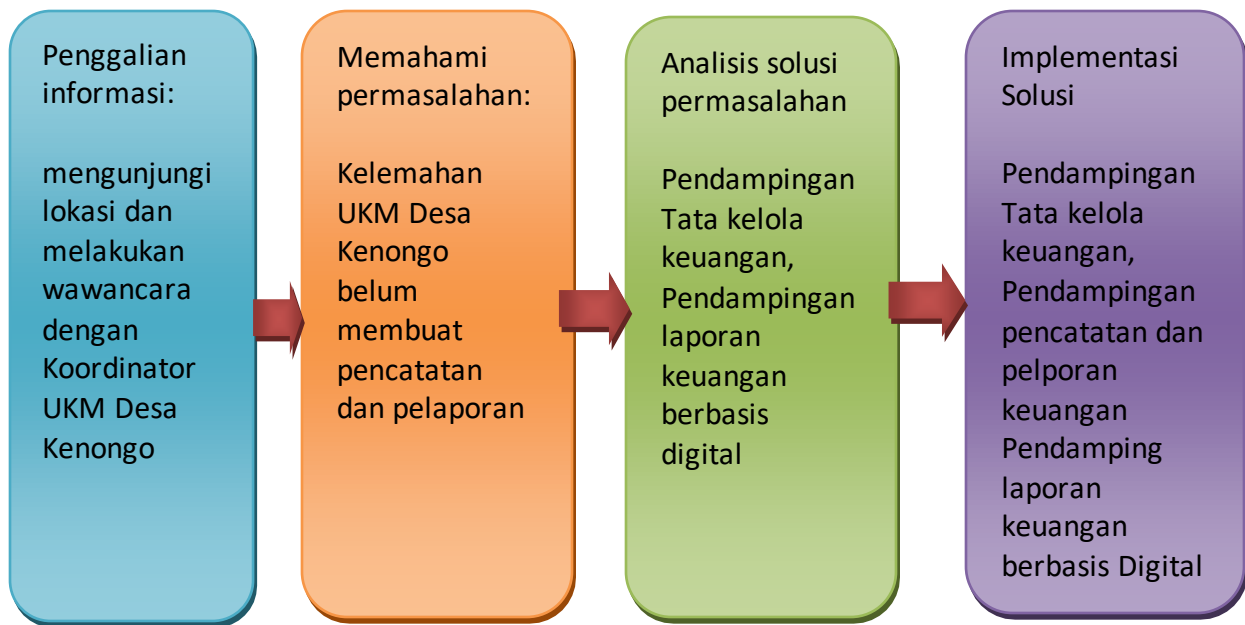 Penggalian
informasi:
mengunjungi
lokasi dan
melakukan
wawancara
dengan
Koordinator
UKM Desa
Kenongo
Memahami
permasalahan:
Kelemahan
UKM Desa
Kenongo
belum
membuat
pencatatan
dan pelaporan
Analisis solusi
permasalahan
Pendampingan
Tata kelola
keuangan,
Pendampingan
laporan
keuangan
berbasis
digital
Implementasi
Solusi
Pendampingan
Tata kelola
keuangan,
Pendampingan
pencatatan dan
pelporan
keuangan
Pendamping
laporan
keuangan
berbasis Digital